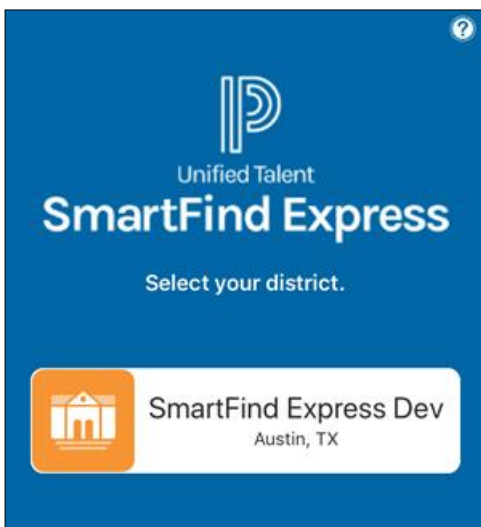 ?
Unified Talent
SmartFind Express
Select your district.
SmartFind Express Dev
Austin, TX